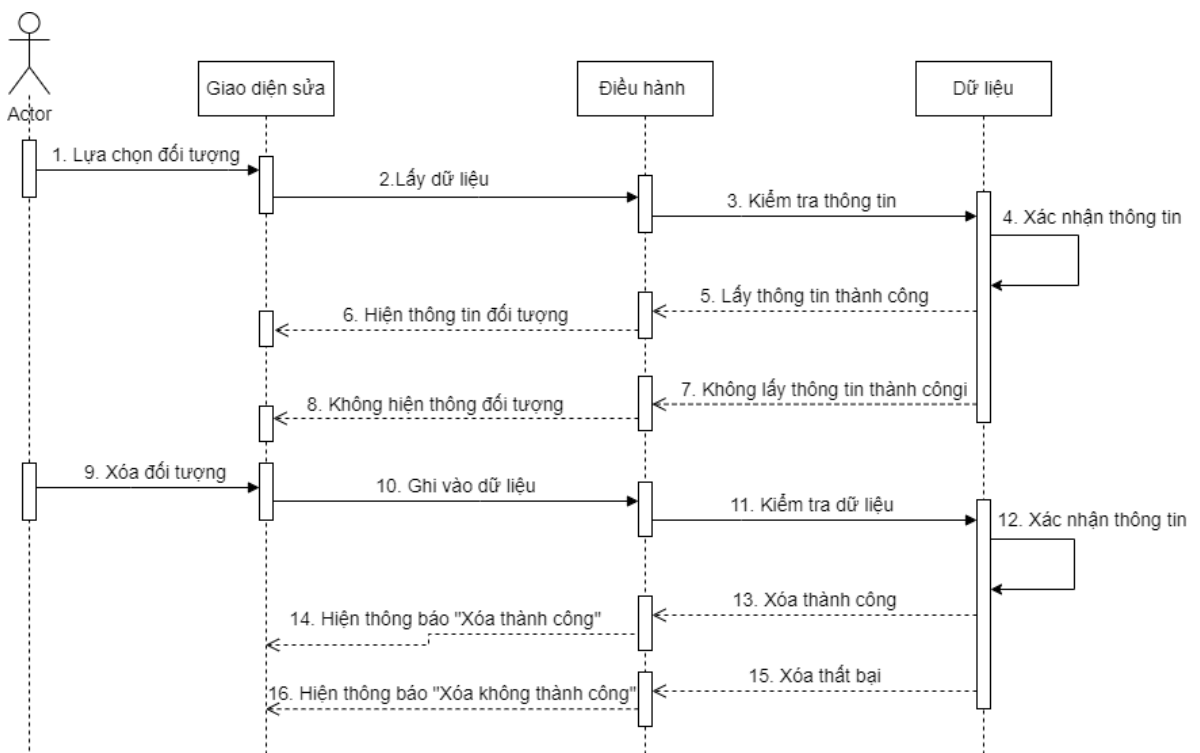 Actor
Giao diện sửa
Điều hành
Dữ liệu
1. Lựa chọn đối tượng
2.Lấy dữ liệu
3. Kiểm tra thông tin
4. Xác nhận thông tin
5. Lấy thông tin thành công
6. Hiện thông tin đối tượng
7. Không lấy thông tin thành côngi
8. Không hiện thông đối tượng
9. Xóa đối tượng
10. Ghi vào dữ liệu
11. Kiểm tra dữ liệu
12. Xác nhận thông tin
13. Xóa thành công
14. Hiện thông báo "Xóa thành công"
15. Xóa thất bại
16. Hiện thông báo "Xóa không thành công"